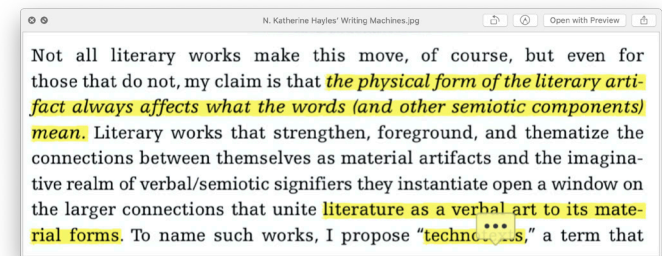 N. Katherine Hayles' Writing Machines.jpg
Open with Preview
Not all literary works make this move, of course, but even for
those that do not, my claim is that the physical form of the literary arti-
fact always affects what the words (and other semiotic components)
mean. Literary works that strengthen, foreground, and thematize the
connections between themselves as material artifacts and the imagina-
tive realm of verbal/semiotic signifiers they instantiate open a window on
the larger connections that unite literature as a verbal art to its mate-
rial forms. To name such works, I propose “technotexts,” a term that